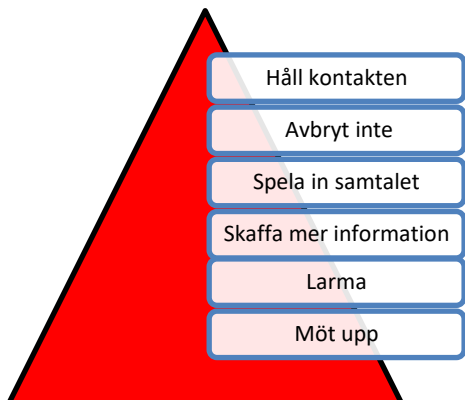 Håll kontakten
Avbryt inte
Spela in samtalet
Skaffa mer information
Larma
Möt upp